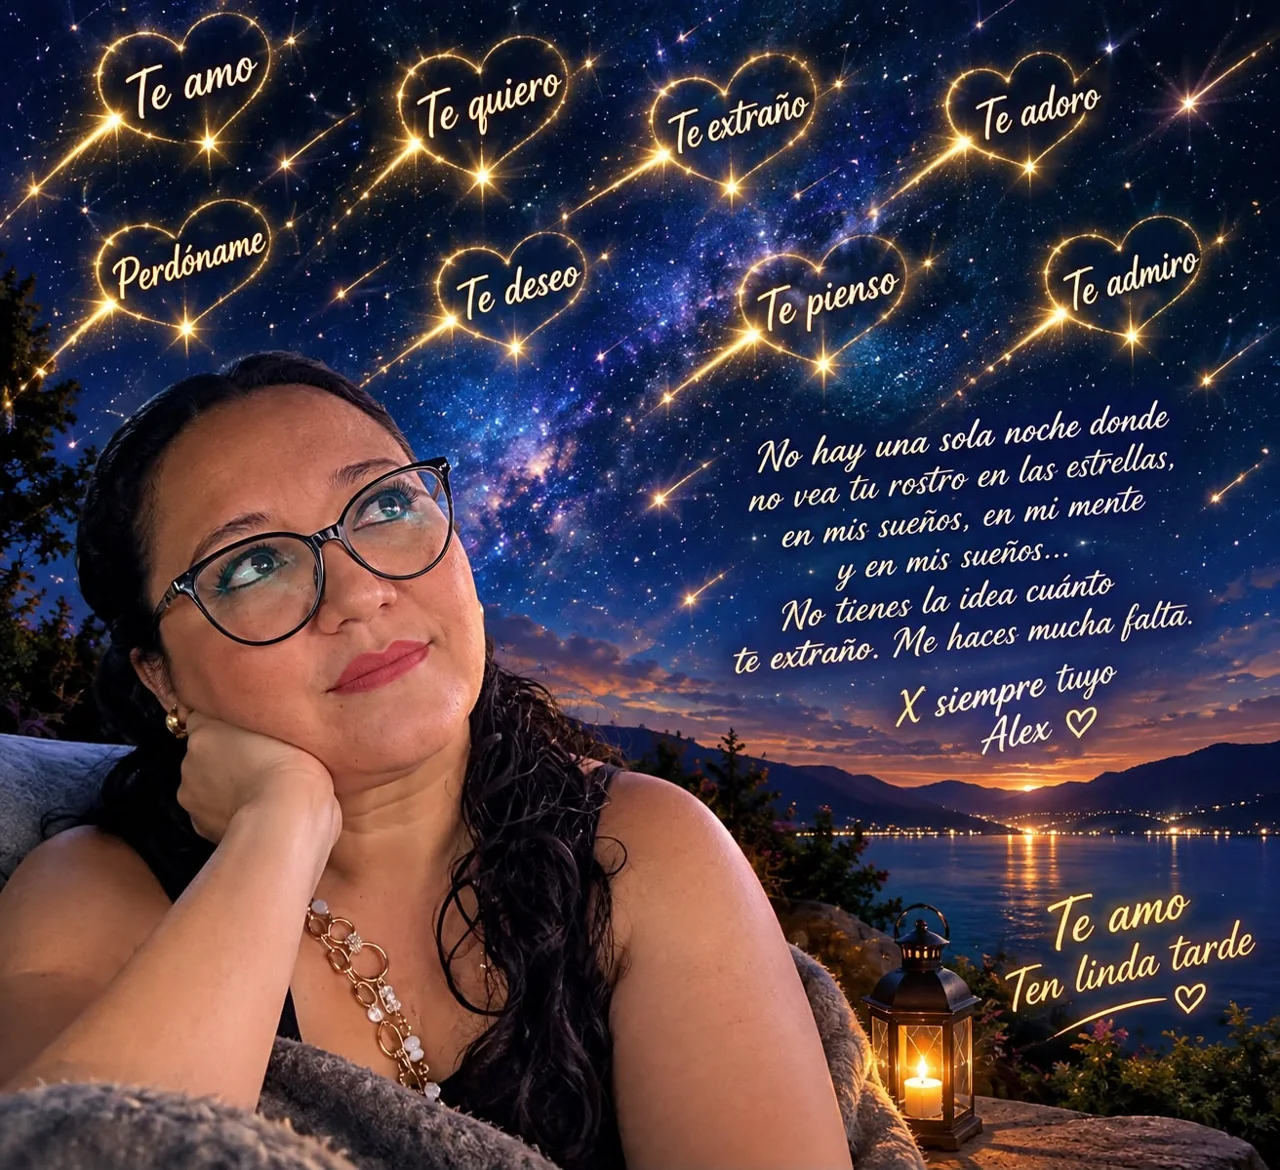 Te amo
Te quiero
Te extraño
Te adoro
Perdóname
Te deseo
Te pienso
Te admiro
No hay una sola noche donde
no vea tu rostro en las estrellas,
en mis sueños, en mi mente
y en mis sueños...
No tienes la idea cuánto
te extraño. Me haces mucha falta.
X siempre tuyo
Alex ♡
Te amo
Ten linda tarde
♡